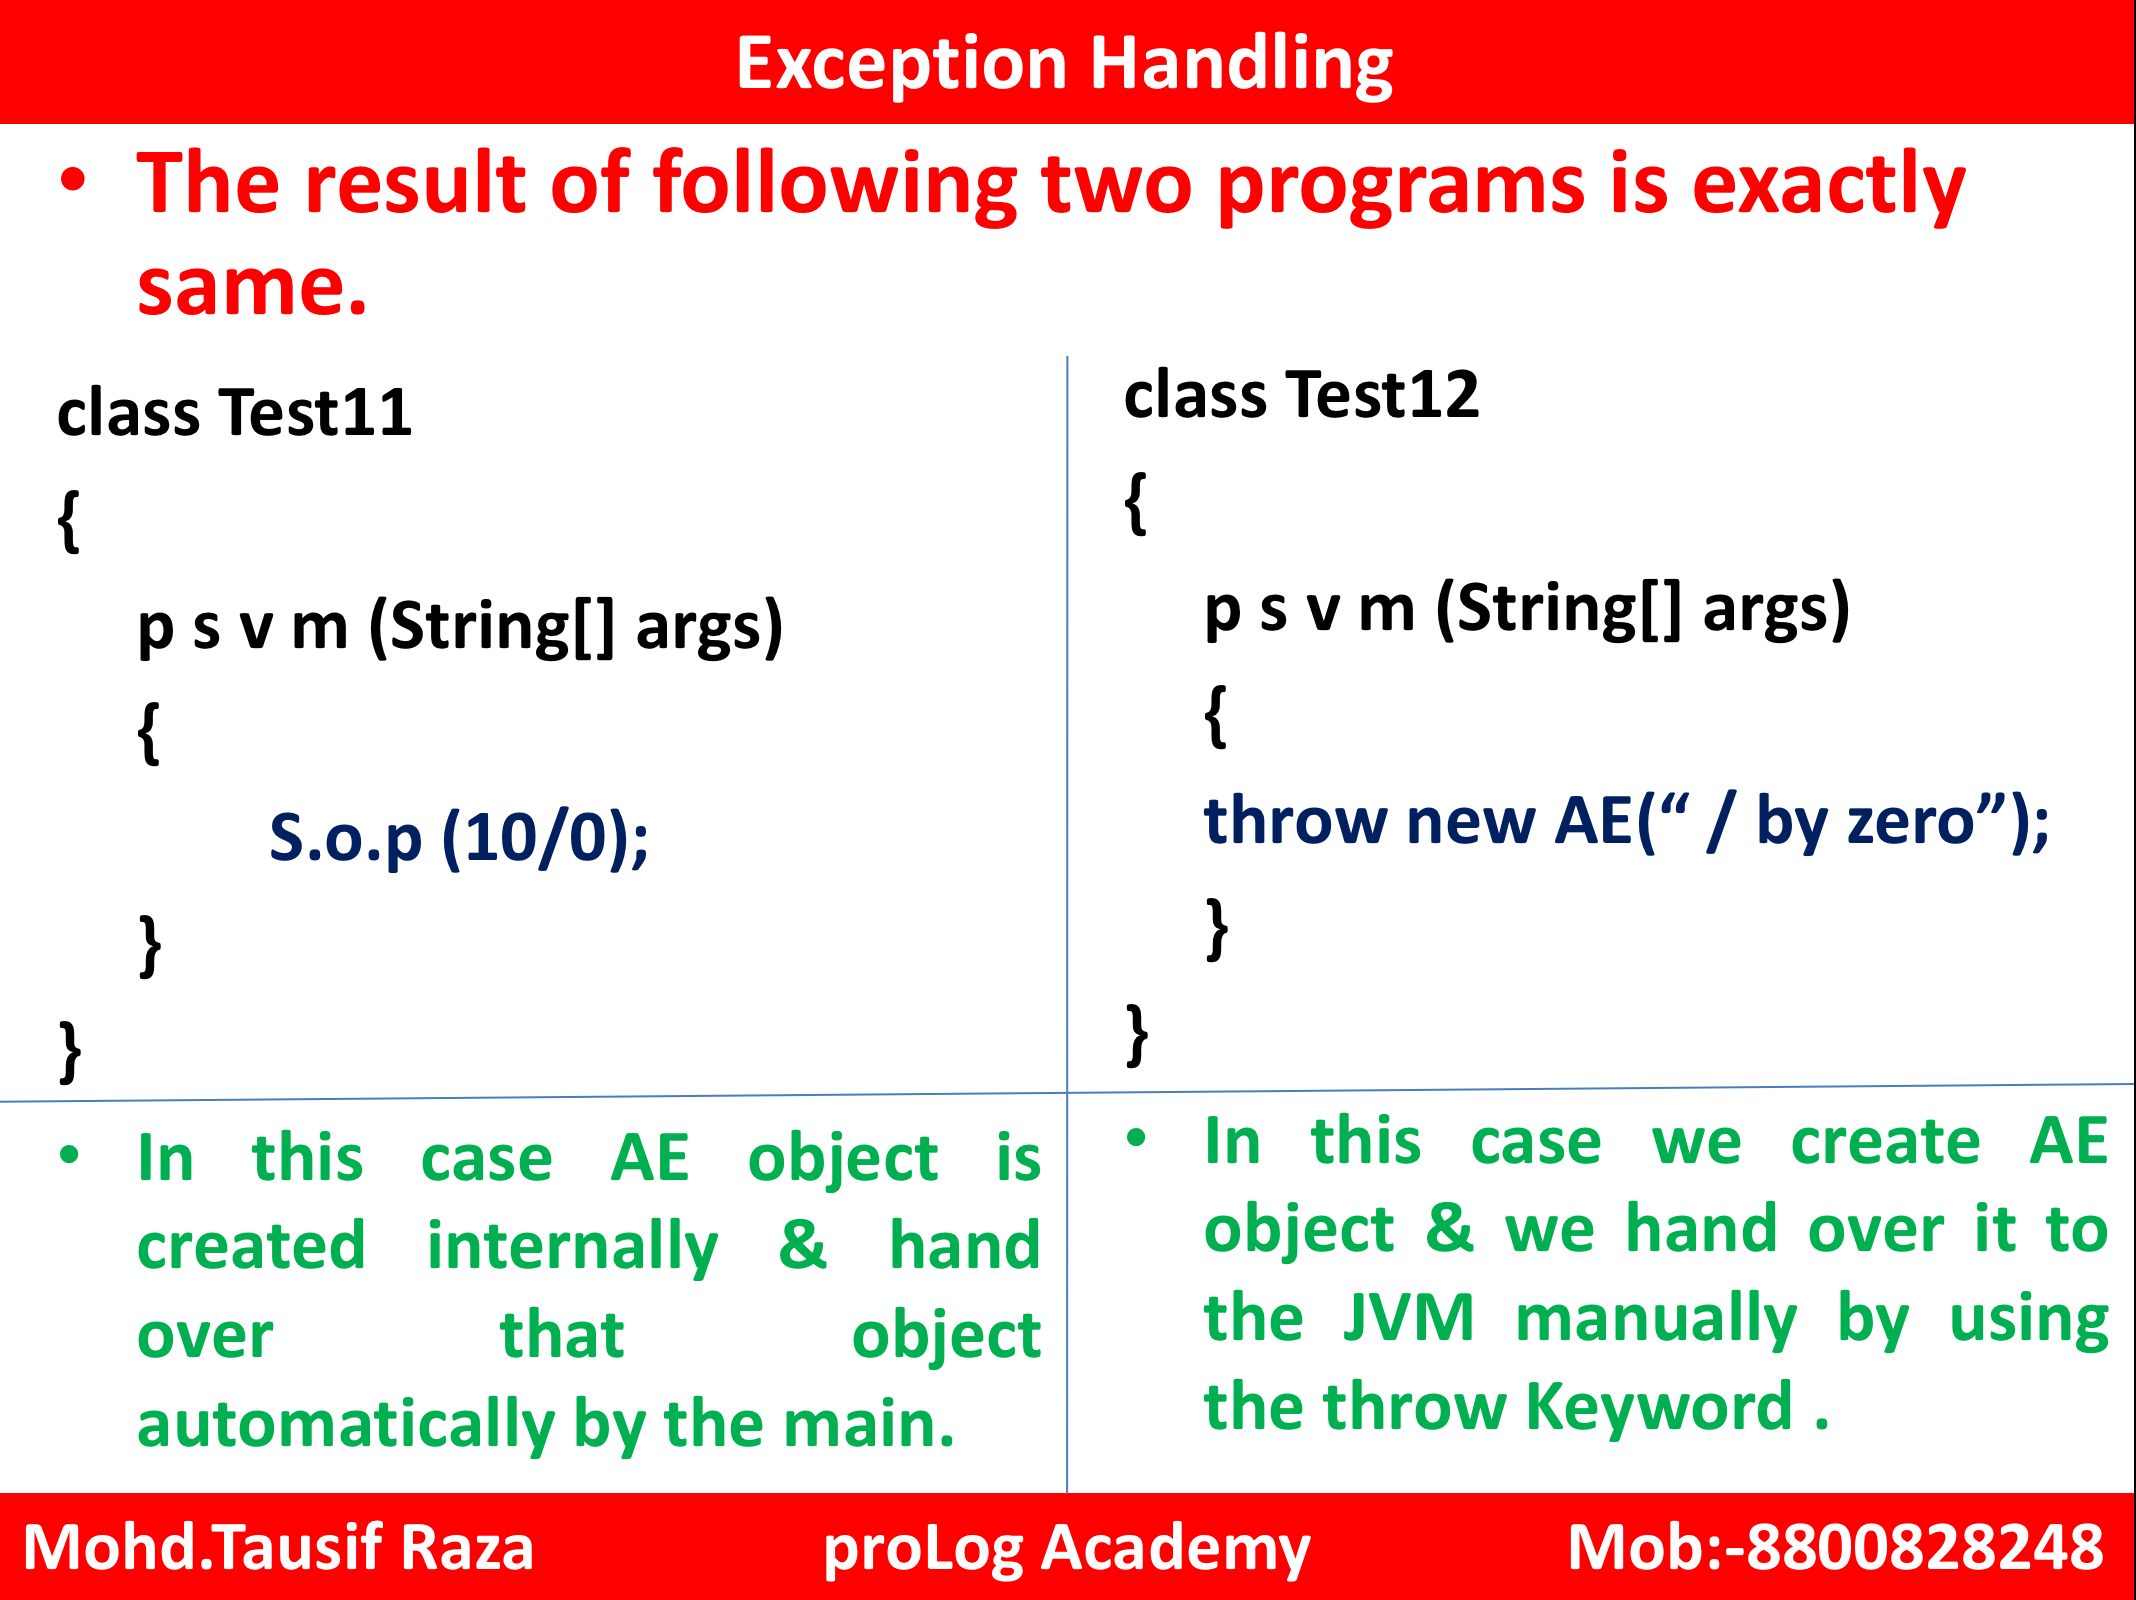 Exception Handling
• The result of following two programs is exactly
same.
class Test11
{
p s v m (String[] args)
{
S.o.p (10/0);
}
}
class Test12
{
p s v m (String[] args)
{
throw new AE(“ / by zero”);
}
}
• In this case AE object is
created internally & hand
over that object
automatically by the main.
• In this case we create AE
object & we hand over it to
the JVM manually by using
the throw Keyword .
Mohd.Tausif Raza proLog Academy Mob:-8800828248